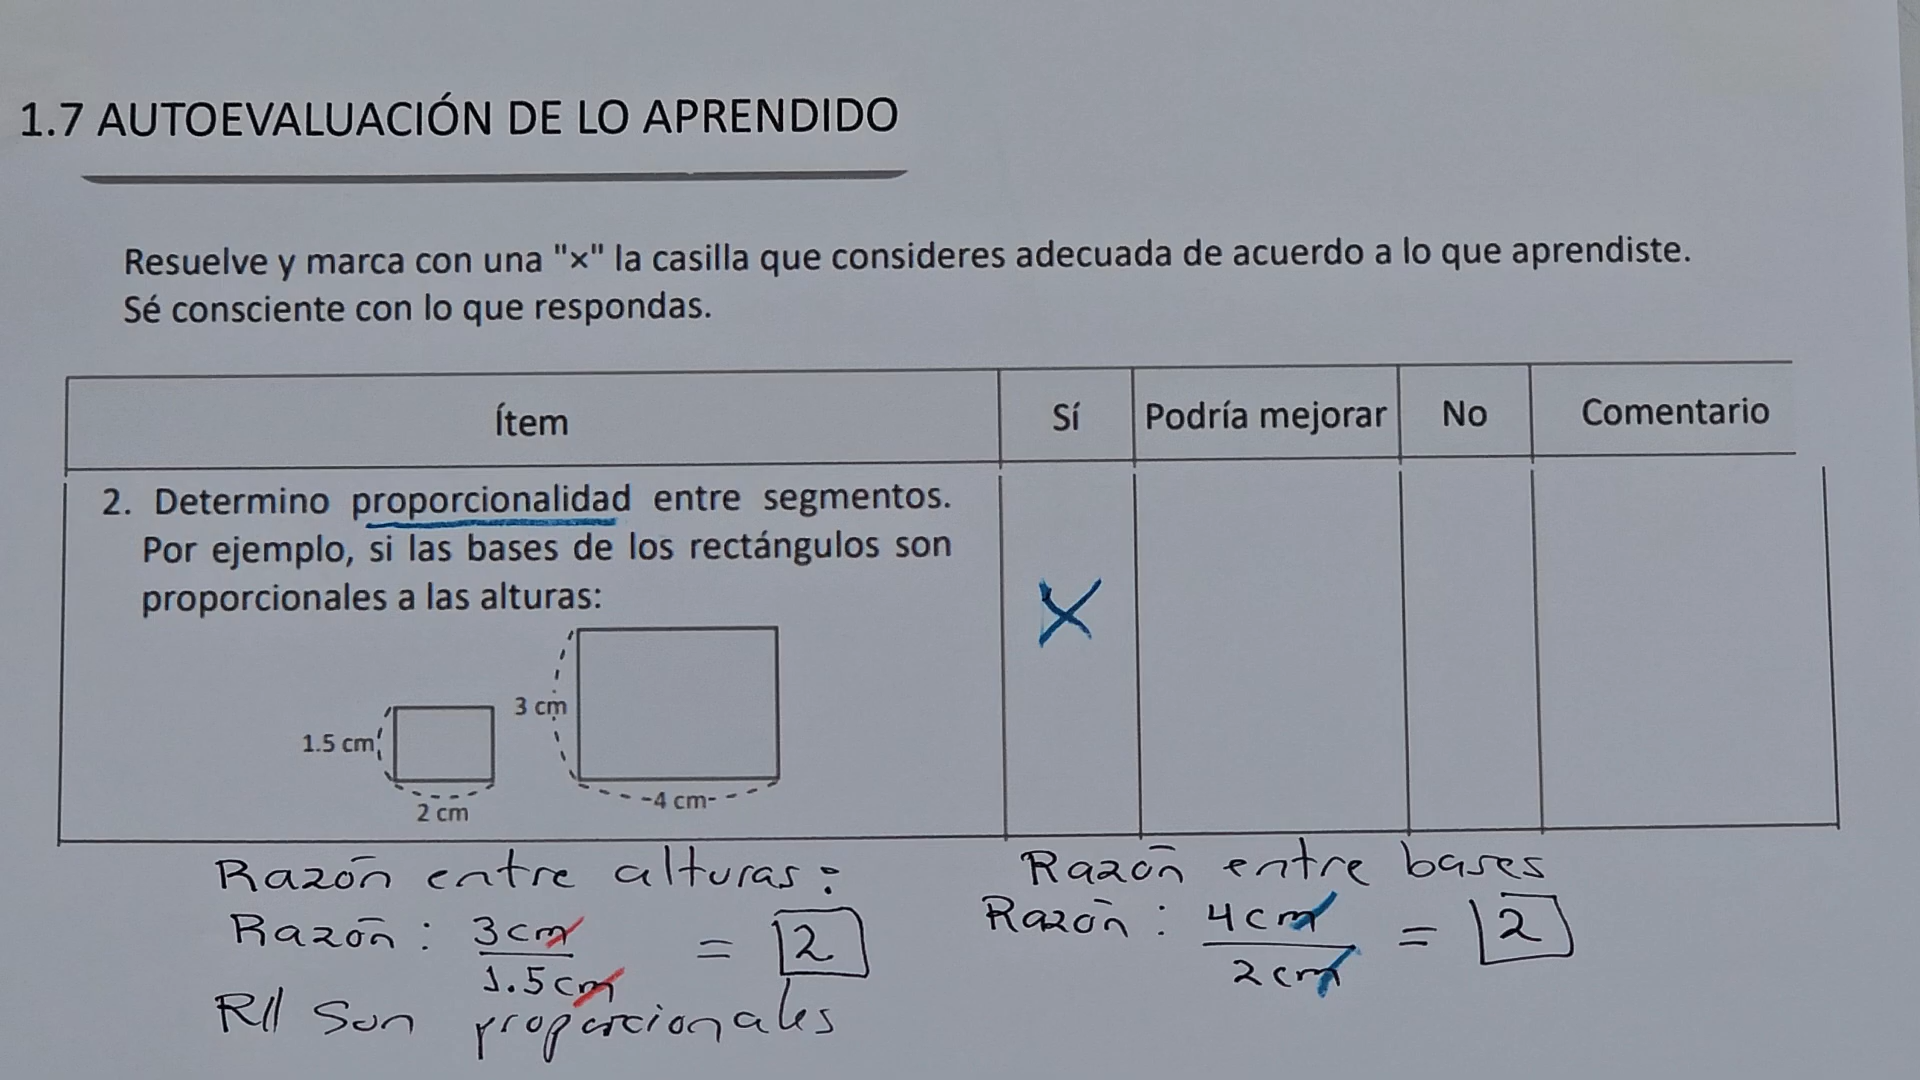 1.7 AUTOEVALUACIÓN DE LO APRENDIDO
Resuelve y marca con una "×" la casilla que consideres adecuada de acuerdo a lo que aprendiste.
Sé consciente con lo que respondas.
Ítem Sí Podría mejorar No Comentario
2. Determino proporcionalidad entre segmentos.
Por ejemplo, si las bases de los rectángulos son
proporcionales a las alturas:
X
3 cm
1.5 cm
4 cm
2 cm
Razón entre alturas:
Razón: 3cm / 1.5cm = 2
R// Son proporcionales
Razón entre bases
Razón: 4cm / 2cm = 2